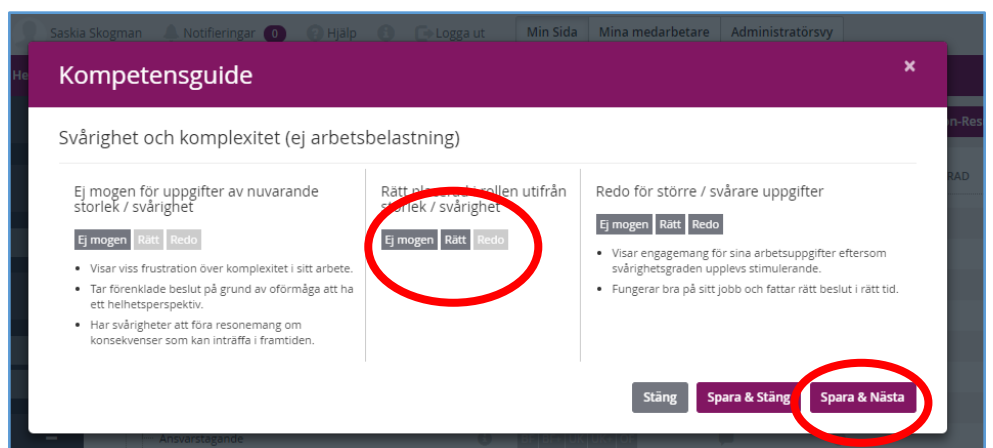 Saskia Skogman Notifieringar 0 Hjälp Logga ut Min Sida Mina medarbetare Administratörsvy
He
Kompetensguide ×
n-Res
Svårighet och komplexitet (ej arbetsbelastning)
RAD
Ej mogen för uppgifter av nuvarande
storlek / svårighet
Ej mogen Rätt Redo
• Visar viss frustration över komplexitet i sitt arbete.
• Tar förenklade beslut på grund av oförmåga att ha
ett helhetsperspektiv.
• Har svårigheter att föra resonemang om
konsekvenser som kan inträffa i framtiden.
Rätt placerad i rollen utifrån
storlek / svårighet
Ej mogen Rätt Redo
Redo för större / svårare uppgifter
Ej mogen Rätt Redo
• Visar engagemang för sina arbetsuppgifter eftersom
svårighetsgraden upplevs stimulerande.
• Fungerar bra på sitt jobb och fattar rätt beslut i rätt tid.
Stäng Spara & Stäng Spara & Nästa
Ansvarstagande